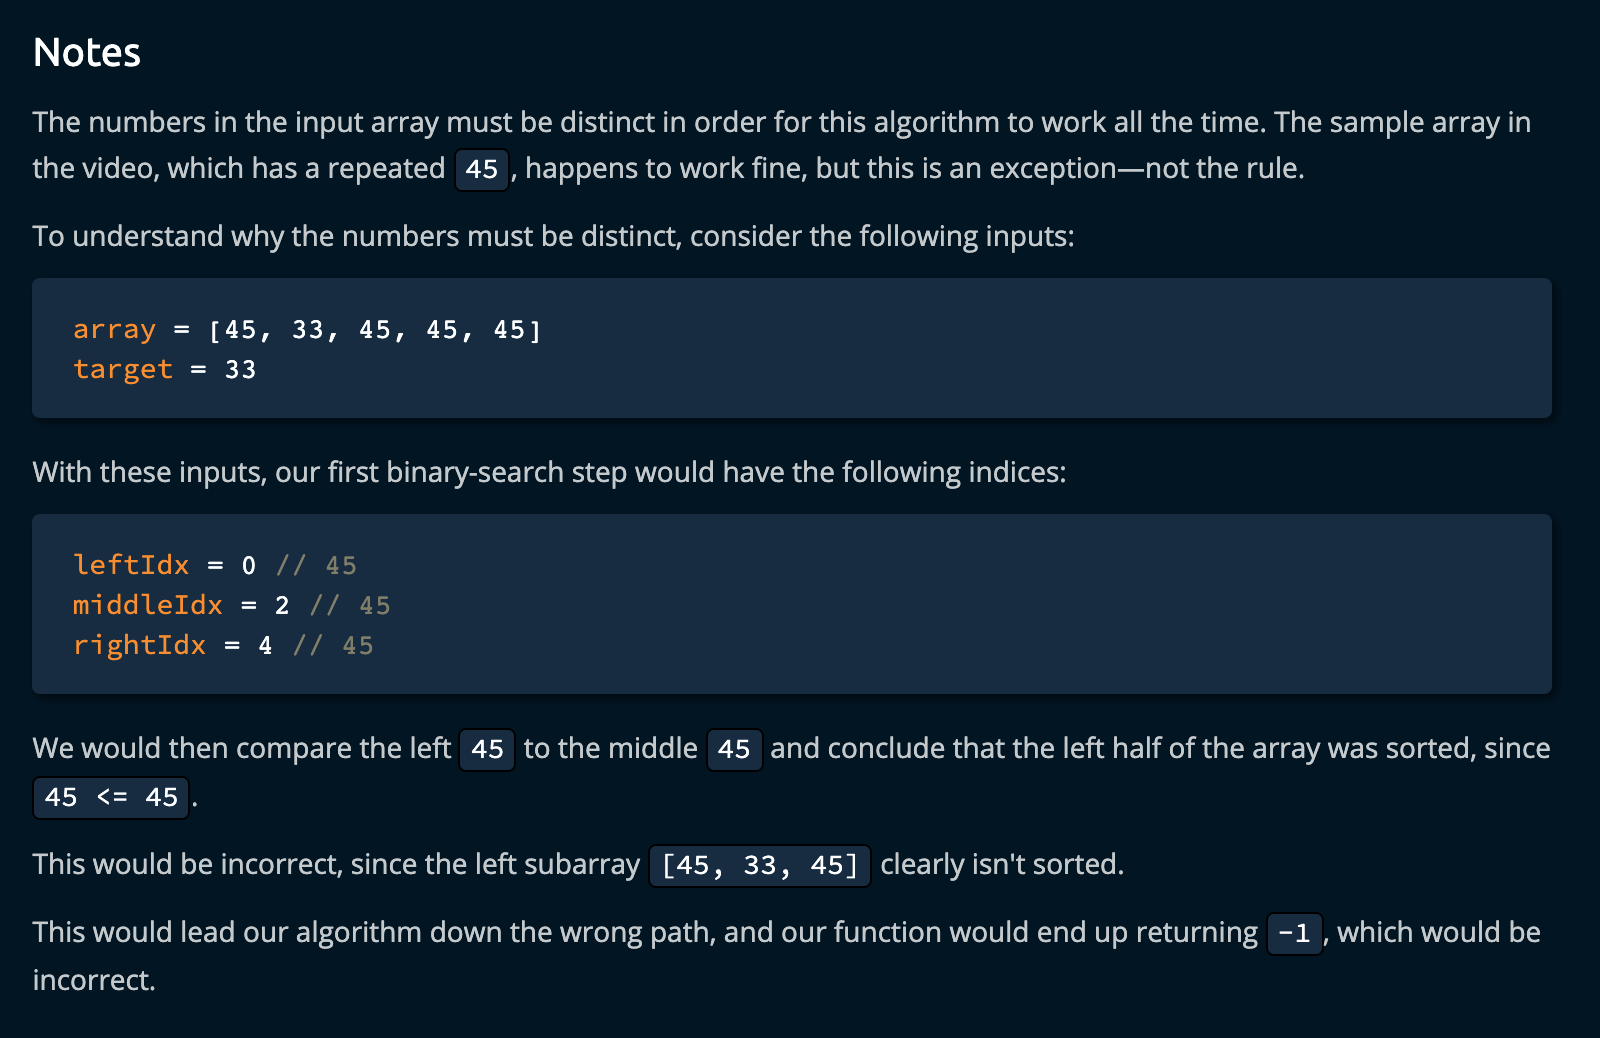 Notes
The numbers in the input array must be distinct in order for this algorithm to work all the time. The sample array in
the video, which has a repeated 45, happens to work fine, but this is an exception—not the rule.
To understand why the numbers must be distinct, consider the following inputs:
array = [45, 33, 45, 45, 45]
target = 33
With these inputs, our first binary-search step would have the following indices:
leftIdx = 0 // 45
middleIdx = 2 // 45
rightIdx = 4 // 45
We would then compare the left 45 to the middle 45 and conclude that the left half of the array was sorted, since
45 <= 45.
This would be incorrect, since the left subarray [45, 33, 45] clearly isn't sorted.
This would lead our algorithm down the wrong path, and our function would end up returning -1, which would be
incorrect.